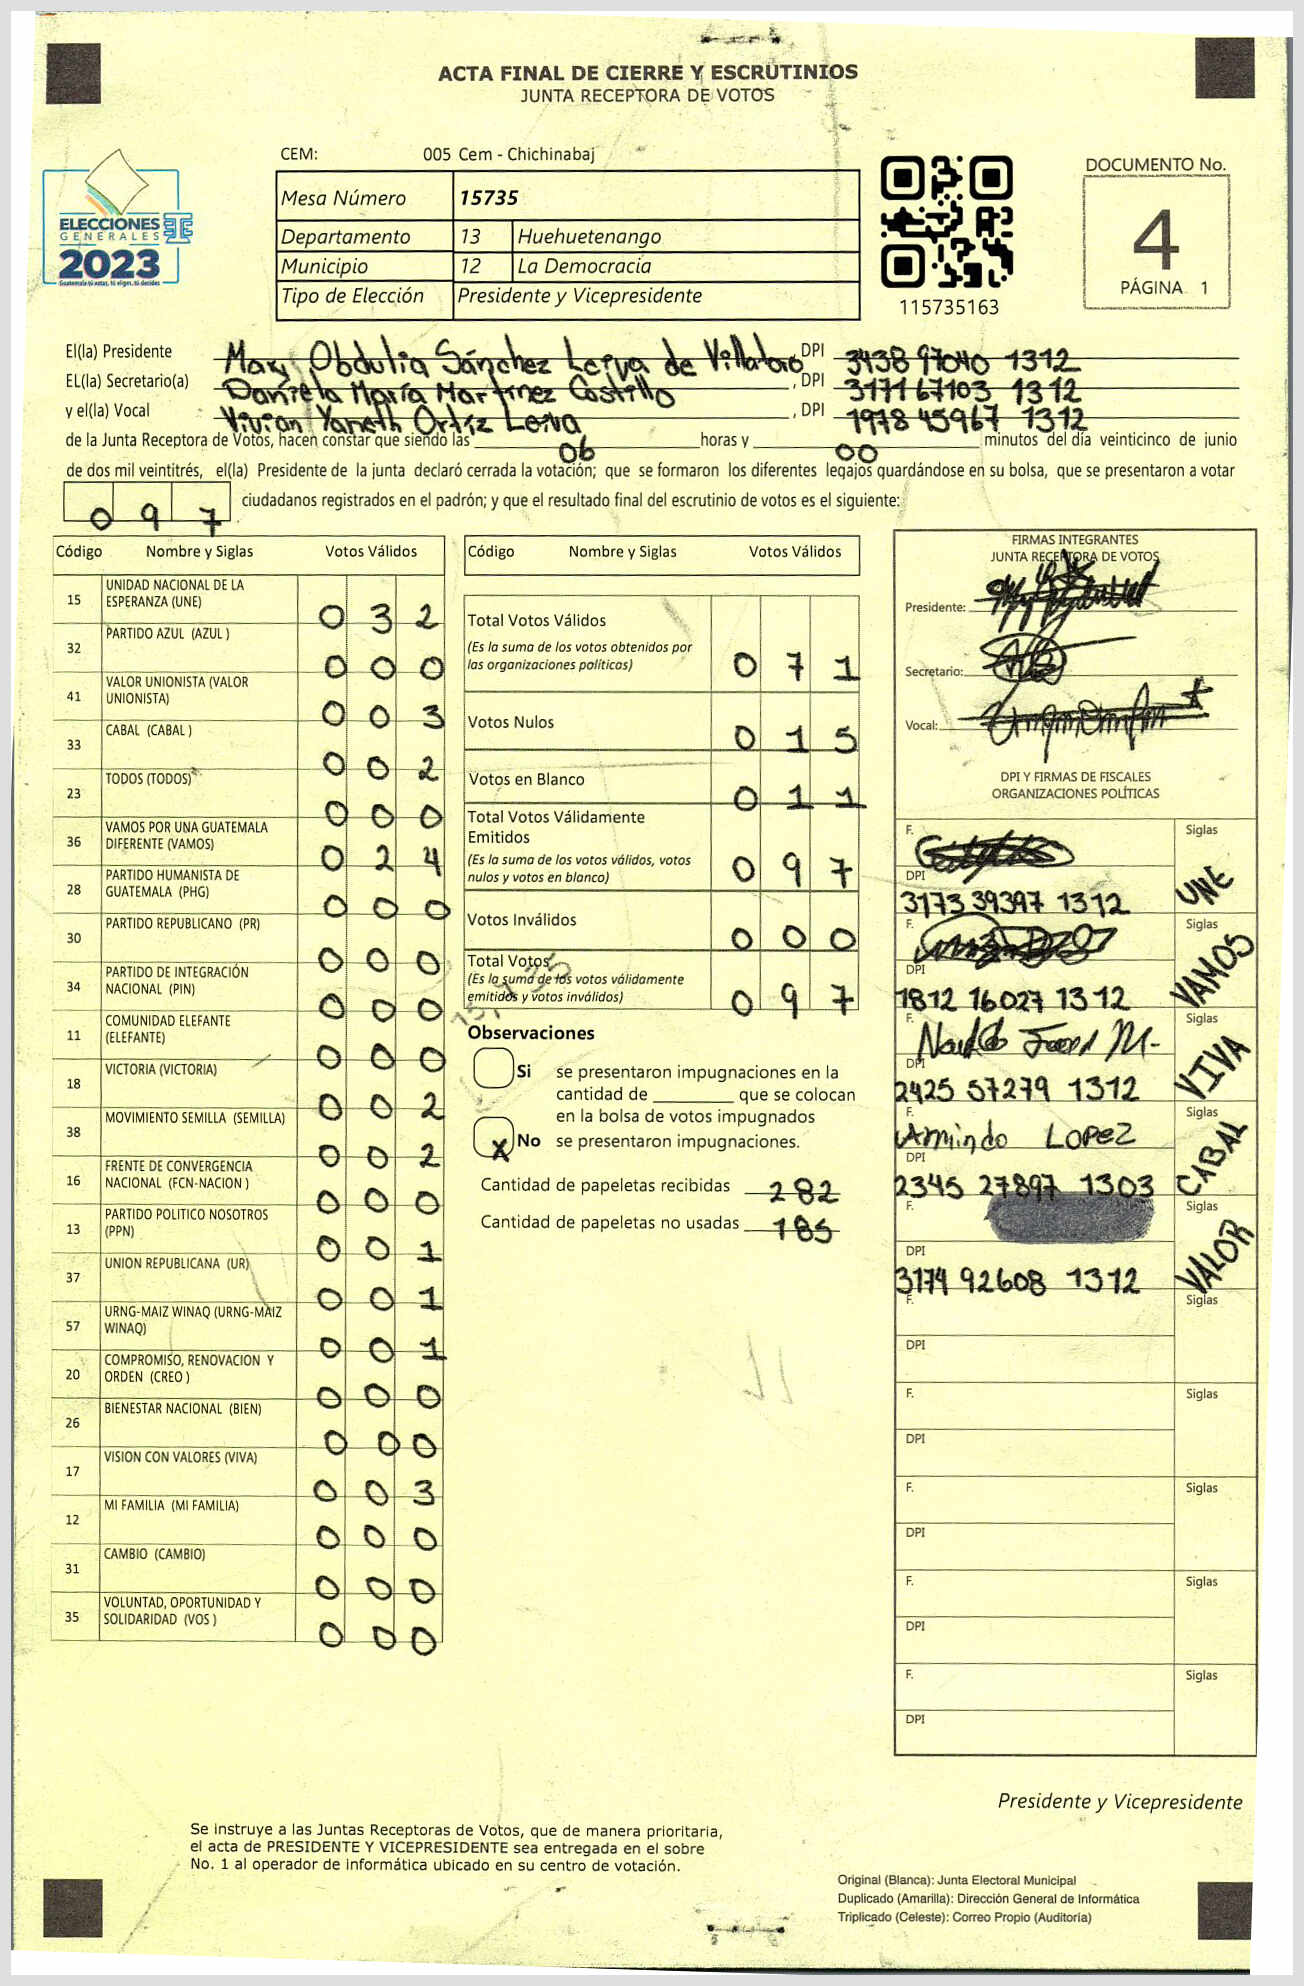 ACTA FINAL DE CIERRE Y ESCRUTINIOS
JUNTA RECEPTORA DE VOTOS
CEM: 005 Cem - Chichinabaj
ELECCIONES
GENERALES
2023
Guatemala tú votas, tú eliges, tú decides
Mesa Número 15735
Departamento 13 Huehuetenango
Municipio 12 La Democracia
Tipo de Elección Presidente y Vicepresidente
115735163
DOCUMENTO No.
4
PÁGINA 1
El(la) Presidente Mary Obdulia Sánchez Leiva de Villatoro DPI 3438 97040 1312
EL(la) Secretario(a) Daniela María Martínez Castillo , DPI 3171 67103 1312
y el(la) Vocal Vivian Yaneth Ortíz Leiva , DPI 1978 45967 1312
de la Junta Receptora de Votos, hacen constar que siendo las 06 horas y 00 minutos del día veinticinco de junio
de dos mil veintitrés, el(la) Presidente de la junta declaró cerrada la votación; que se formaron los diferentes legajos quardándose en su bolsa, que se presentaron a votar
0 9 7 ciudadanos registrados en el padrón; y que el resultado final del escrutinio de votos es el siguiente:
Código Nombre y Siglas Votos Válidos
15 UNIDAD NACIONAL DE LA ESPERANZA (UNE) 0 3 2
32 PARTIDO AZUL (AZUL ) 0 0 0
41 VALOR UNIONISTA (VALOR UNIONISTA) 0 0 3
33 CABAL (CABAL ) 0 0 2
23 TODOS (TODOS) 0 0 0
36 VAMOS POR UNA GUATEMALA DIFERENTE (VAMOS) 0 2 4
28 PARTIDO HUMANISTA DE GUATEMALA (PHG) 0 0 0
30 PARTIDO REPUBLICANO (PR) 0 0 0
34 PARTIDO DE INTEGRACIÓN NACIONAL (PIN) 0 0 0
11 COMUNIDAD ELEFANTE (ELEFANTE) 0 0 0
18 VICTORIA (VICTORIA) 0 0 2
38 MOVIMIENTO SEMILLA (SEMILLA) 0 0 2
16 FRENTE DE CONVERGENCIA NACIONAL (FCN-NACION ) 0 0 0
13 PARTIDO POLITICO NOSOTROS (PPN) 0 0 1
37 UNION REPUBLICANA (UR) 0 0 1
57 URNG-MAIZ WINAQ (URNG-MAIZ WINAQ) 0 0 1
20 COMPROMISO, RENOVACION Y ORDEN (CREO ) 0 0 0
26 BIENESTAR NACIONAL (BIEN) 0 0 0
17 VISION CON VALORES (VIVA) 0 0 3
12 MI FAMILIA (MI FAMILIA) 0 0 0
31 CAMBIO (CAMBIO) 0 0 0
35 VOLUNTAD, OPORTUNIDAD Y SOLIDARIDAD (VOS ) 0 0 0
Código Nombre y Siglas Votos Válidos
Total Votos Válidos 0 7 1
(Es la suma de los votos obtenidos por
las organizaciones políticas)
Votos Nulos 0 1 5
Votos en Blanco 0 1 1
Total Votos Válidamente
Emitidos 0 9 7
(Es la suma de los votos válidos, votos
nulos y votos en blanco)
Votos Inválidos 0 0 0
Total Votos 0 9 7
(Es la suma de los votos válidamente
emitidos y votos inválidos)
15,735
Observaciones
Si se presentaron impugnaciones en la
cantidad de ________ que se colocan
en la bolsa de votos impugnados
X No se presentaron impugnaciones.
Cantidad de papeletas recibidas 282
Cantidad de papeletas no usadas 185
FIRMAS INTEGRANTES
JUNTA RECEPTORA DE VOTOS
Presidente:
Secretario:
Vocal:
DPI Y FIRMAS DE FISCALES
ORGANIZACIONES POLÍTICAS
F. Siglas
DPI 3173 39397 1312 UNE
F. Siglas
DPI 1812 16027 1312 VAMOS
F. Siglas
DPI 2425 57279 1312 VIVA
F. Armindo LOPEZ Siglas
DPI 2345 27897 1303 CABAL
F. Siglas
DPI 3174 92608 1312 VALOR
F. Siglas
DPI
F. Siglas
DPI
F. Siglas
DPI
F. Siglas
DPI
F. Siglas
DPI
Presidente y Vicepresidente
Se instruye a las Juntas Receptoras de Votos, que de manera prioritaria,
el acta de PRESIDENTE Y VICEPRESIDENTE sea entregada en el sobre
No. 1 al operador de informática ubicado en su centro de votación.
Original (Blanca): Junta Electoral Municipal
Duplicado (Amarilla): Dirección General de Informática
Triplicado (Celeste): Correo Propio (Auditoría)